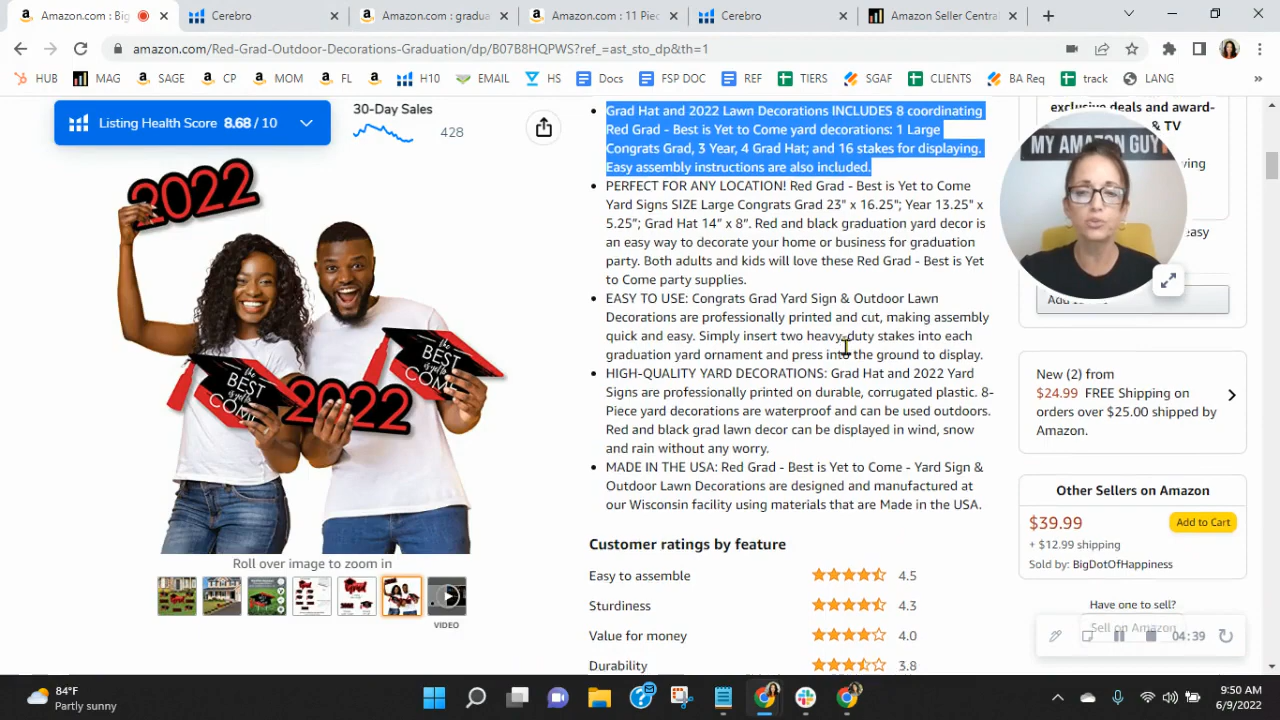 Amazon.com : Big
Cerebro
Amazon.com : gradua
Amazon.com : 11 Piec
Cerebro
Amazon Seller Centra
amazon.com/Red-Grad-Outdoor-Decorations-Graduation/dp/B07B8HQPWS?ref_=ast_sto_dp&th=1
HUB MAG SAGE CP MOM FL H10 EMAIL HS Docs FSP DOC REF TIERS SGAF CLIENTS BA Req track LANG
Listing Health Score 8.68 / 10
30-Day Sales
428
2022
the BEST is yet to COME
the BEST is yet to COME
2022
Roll over image to zoom in
VIDEO
Grad Hat and 2022 Lawn Decorations INCLUDES 8 coordinating
Red Grad - Best is Yet to Come yard decorations: 1 Large
Congrats Grad, 3 Year, 4 Grad Hat; and 16 stakes for displaying.
Easy assembly instructions are also included.
PERFECT FOR ANY LOCATION! Red Grad - Best is Yet to Come
Yard Signs SIZE Large Congrats Grad 23" x 16.25"; Year 13.25" x
5.25"; Grad Hat 14" x 8". Red and black graduation yard decor is
an easy way to decorate your home or business for graduation
party. Both adults and kids will love these Red Grad - Best is Yet
to Come party supplies.
EASY TO USE: Congrats Grad Yard Sign & Outdoor Lawn
Decorations are professionally printed and cut, making assembly
quick and easy. Simply insert two heavy-duty stakes into each
graduation yard ornament and press into the ground to display.
HIGH-QUALITY YARD DECORATIONS: Grad Hat and 2022 Yard
Signs are professionally printed on durable, corrugated plastic. 8-
Piece yard decorations are waterproof and can be used outdoors.
Red and black grad lawn decor can be displayed in wind, snow
and rain without any worry.
MADE IN THE USA: Red Grad - Best is Yet to Come - Yard Sign &
Outdoor Lawn Decorations are designed and manufactured at
our Wisconsin facility using materials that are Made in the USA.
Customer ratings by feature
Easy to assemble 4.5
Sturdiness 4.3
Value for money 4.0
Durability 3.8
exclusive deals and award-
& TV
MY AMAZON GUY
New (2) from
$24.99 FREE Shipping on
orders over $25.00 shipped by
Amazon.
Other Sellers on Amazon
$39.99 Add to Cart
+ $12.99 shipping
Sold by: BigDotOfHappiness
Have one to sell?
Sell on Amazon
04:39
84°F
Partly sunny
9:50 AM
6/9/2022